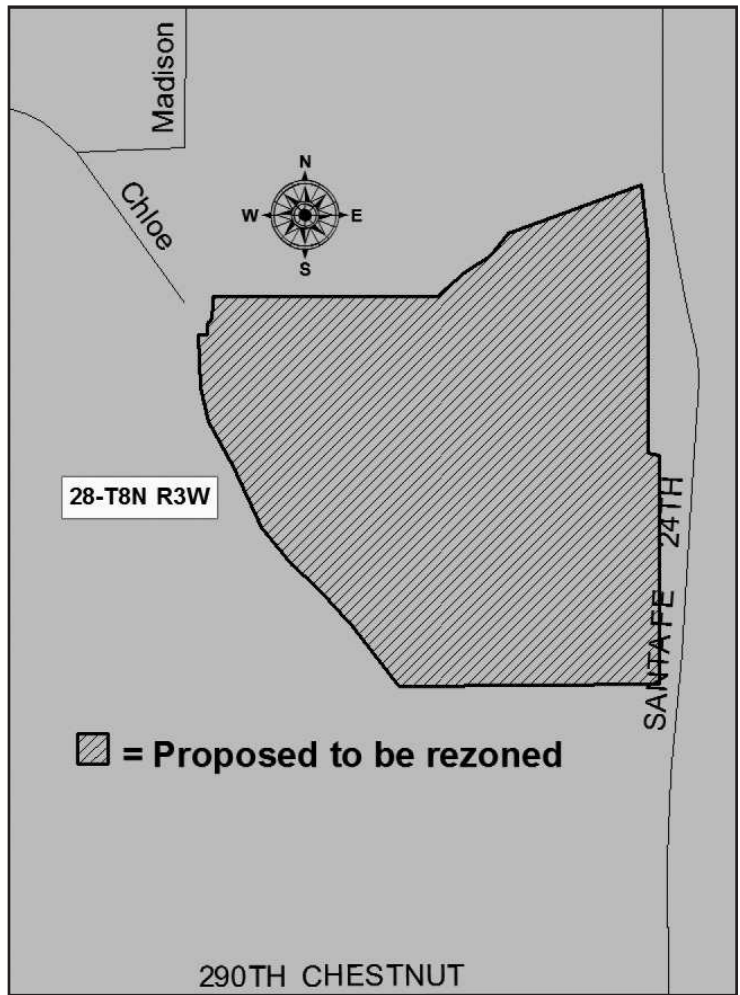 Madison
Chloe
N
W E
S
28-T8N R3W
SANTA FE 24TH
= Proposed to be rezoned
290TH CHESTNUT